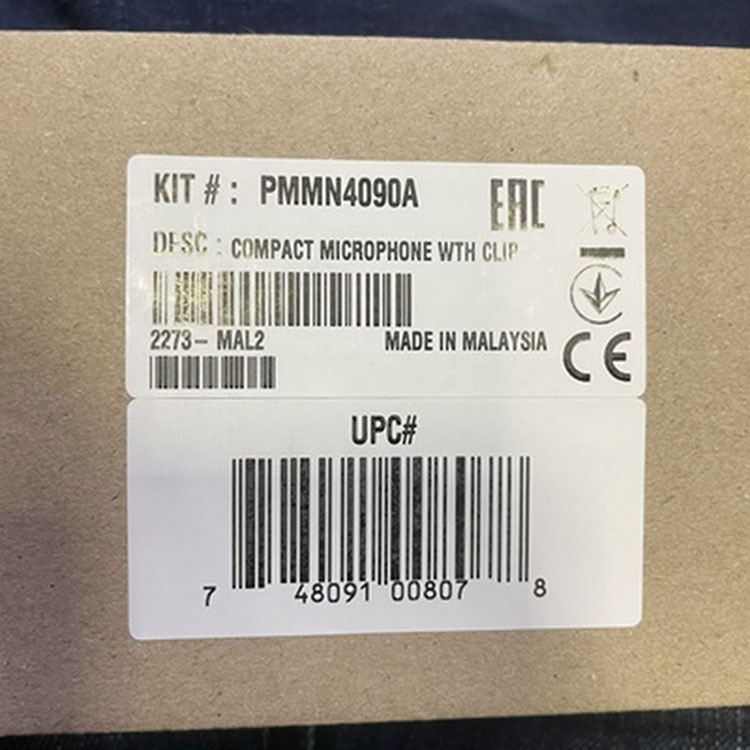 KIT # : PMMN4090A
EAC
DESC : COMPACT MICROPHONE WTH CLIP
2273- MAL2 MADE IN MALAYSIA
CE
UPC#
7 48091 00807 8